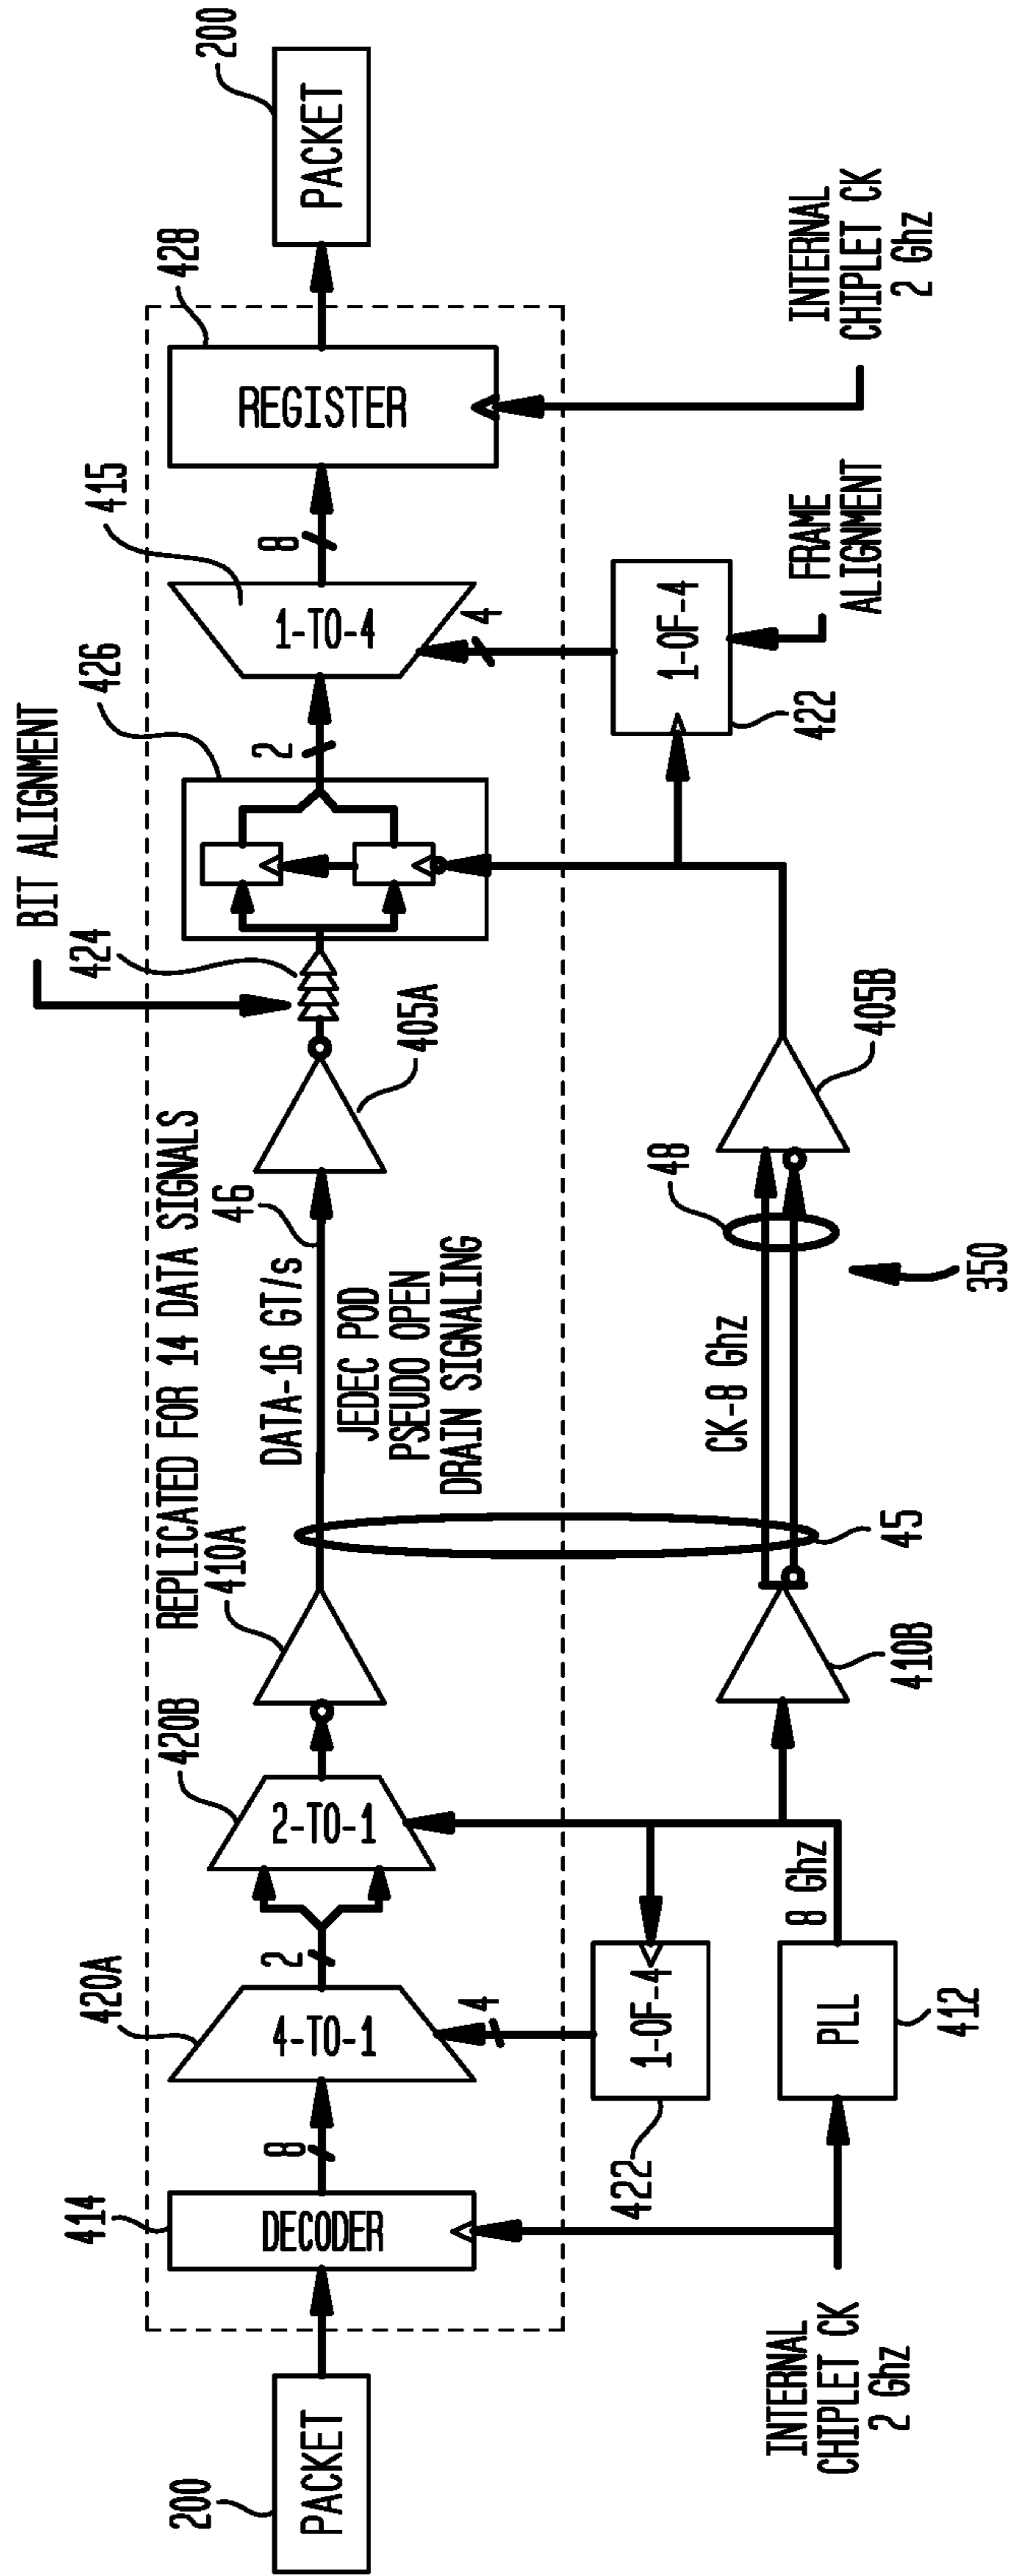 200
PACKET
414
DECODER
8
420A
4-TO-1
4
422
1-OF-4
2
420B
2-TO-1
INTERNAL
CHIPLET CK
2 Ghz
PLL
412
8 Ghz
REPLICATED FOR 14 DATA SIGNALS
410A
410B
45
DATA-16 GT/s
46
JEDEC POD
PSEUDO OPEN
DRAIN SIGNALING
CK-8 Ghz
48
350
405A
405B
BIT ALIGNMENT
424
426
2
415
1-TO-4
4
1-OF-4
422
FRAME
ALIGNMENT
8
428
REGISTER
INTERNAL
CHIPLET CK
2 Ghz
200
PACKET